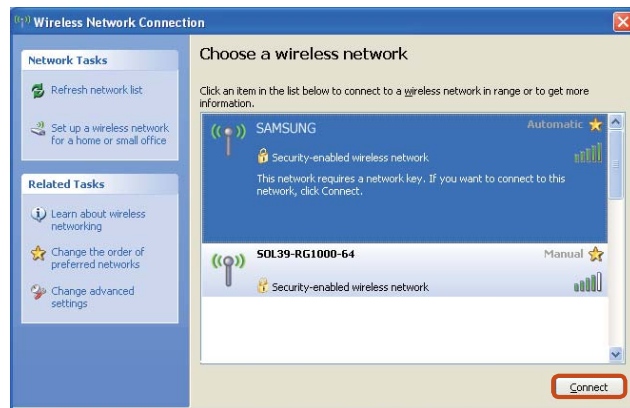 Wireless Network Connection
Network Tasks
Refresh network list
Set up a wireless network
for a home or small office
Related Tasks
Learn about wireless
networking
Change the order of
preferred networks
Change advanced
settings
Choose a wireless network
Click an item in the list below to connect to a wireless network in range or to get more
information.
SAMSUNG
Automatic
Security-enabled wireless network
This network requires a network key. If you want to connect to this
network, click Connect.
SOL39-RG1000-64
Manual
Security-enabled wireless network
Connect